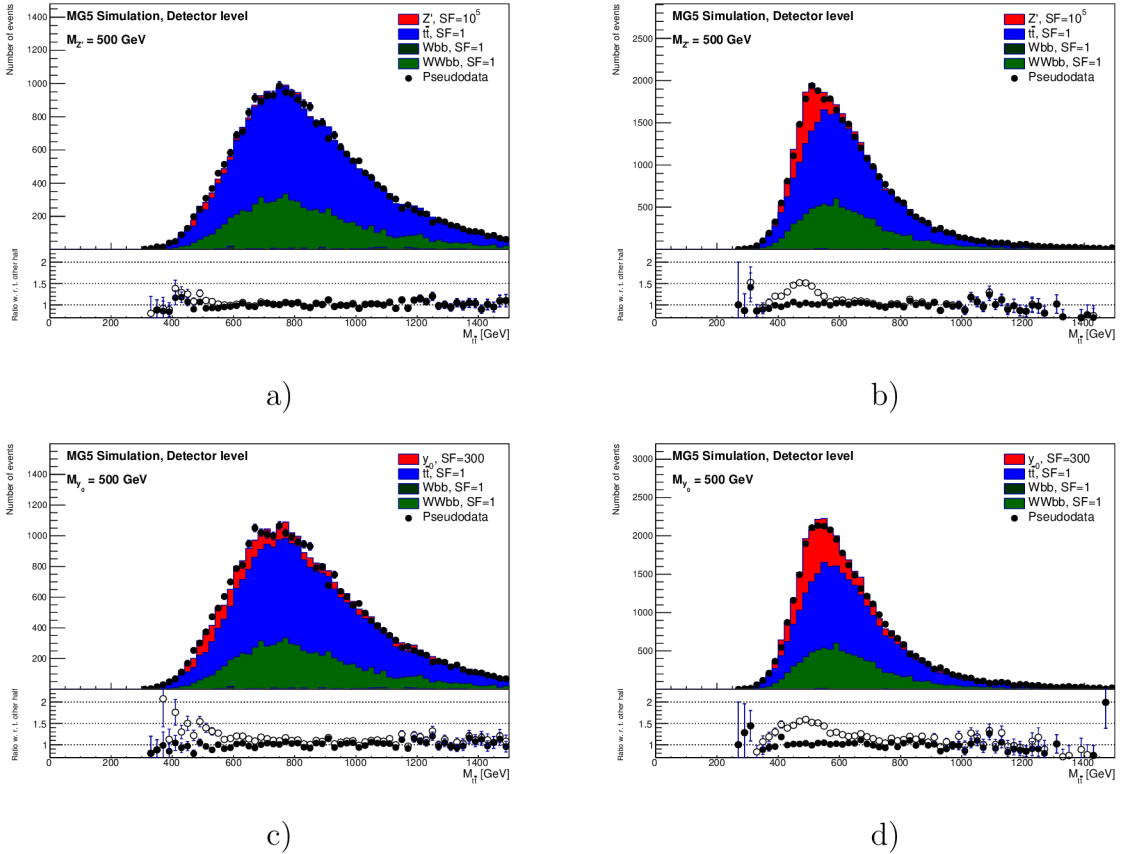 MG5 Simulation, Detector level
M_Z' = 500 GeV
Z', SF=10^5
tt̄, SF=1
Wbb, SF=1
WWbb, SF=1
Pseudodata
Number of events
1400
1200
1000
800
600
400
200
Ratio w. r. t. other hall
2
1.5
1
0 200 400 600 800 1000 1200 1400
M_tt̄ [GeV]
a)
MG5 Simulation, Detector level
M_Z' = 500 GeV
Z', SF=10^5
tt̄, SF=1
Wbb, SF=1
WWbb, SF=1
Pseudodata
Number of events
2500
2000
1500
1000
500
Ratio w. r. t. other hall
2
1.5
1
0 200 400 600 800 1000 1200 1400
M_tt̄ [GeV]
b)
MG5 Simulation, Detector level
M_y_0 = 500 GeV
y_0, SF=300
tt̄, SF=1
Wbb, SF=1
WWbb, SF=1
Pseudodata
Number of events
1400
1200
1000
800
600
400
200
Ratio w. r. t. other hall
2
1.5
1
0 200 400 600 800 1000 1200 1400
M_tt̄ [GeV]
c)
MG5 Simulation, Detector level
M_y_0 = 500 GeV
y_0, SF=300
tt̄, SF=1
Wbb, SF=1
WWbb, SF=1
Pseudodata
Number of events
3000
2500
2000
1500
1000
500
Ratio w. r. t. other hall
2
1.5
1
0 200 400 600 800 1000 1200 1400
M_tt̄ [GeV]
d)